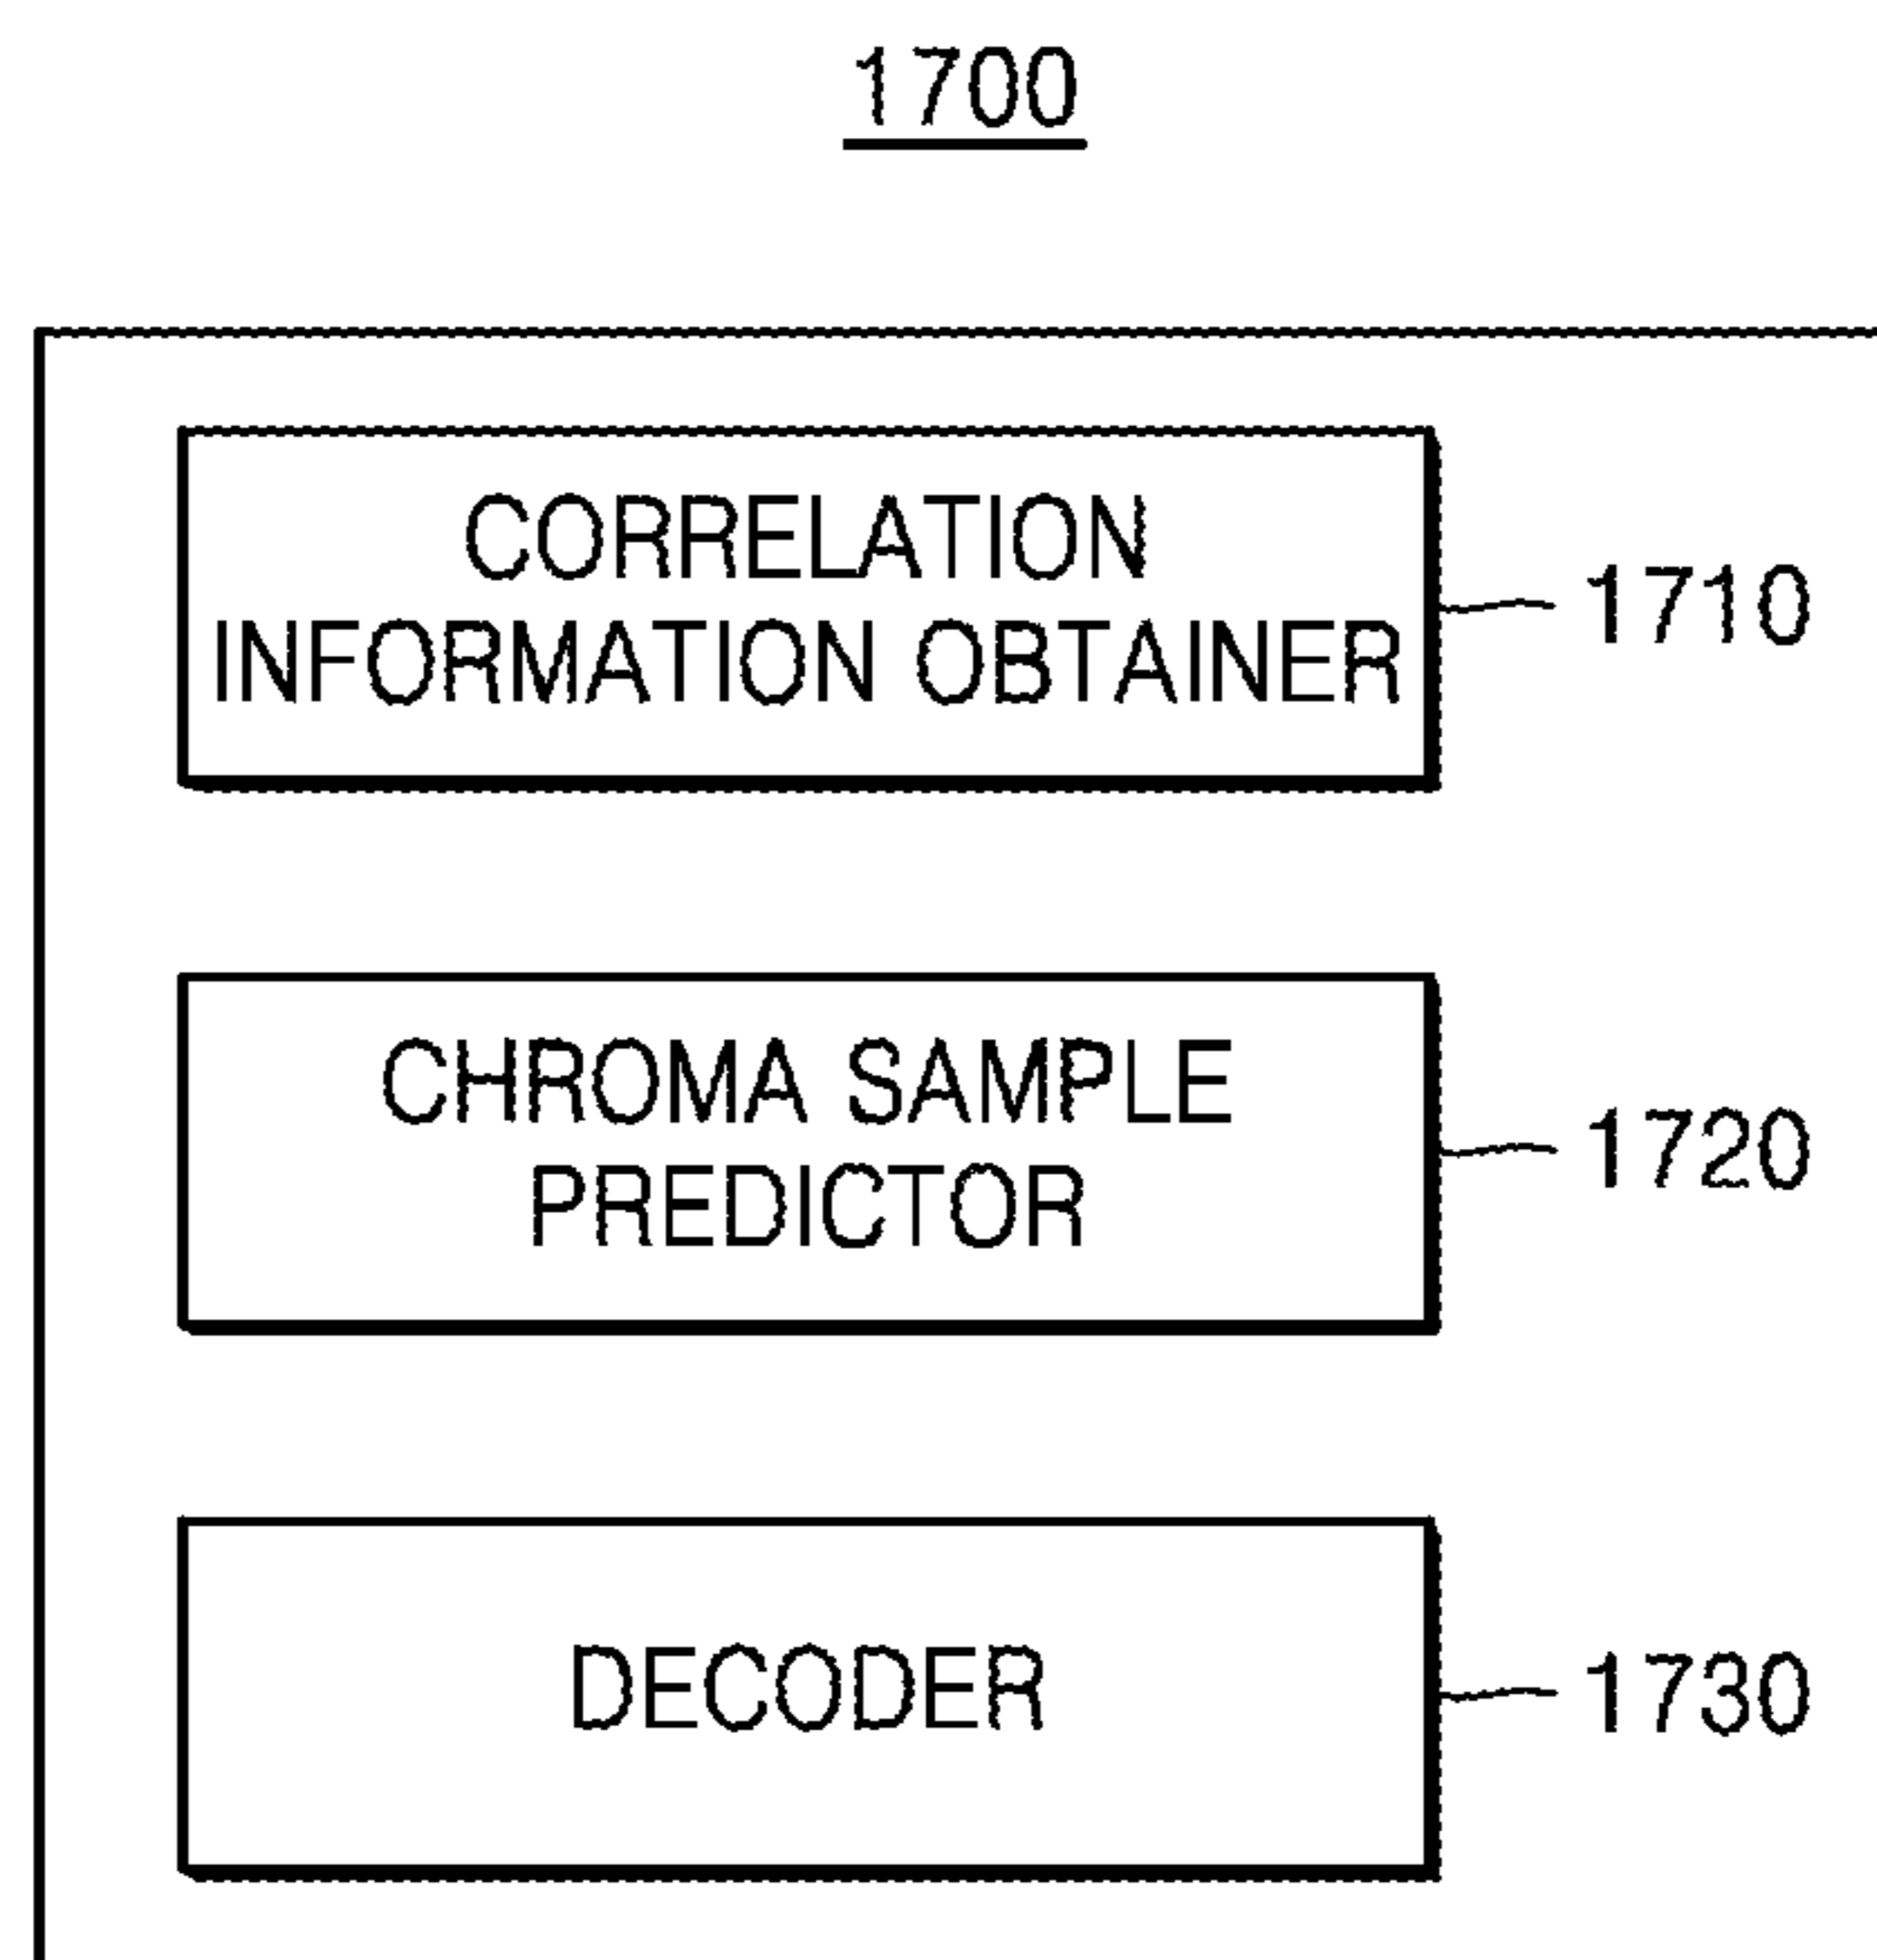 1700
CORRELATION
INFORMATION OBTAINER
1710
CHROMA SAMPLE
PREDICTOR
1720
DECODER
1730